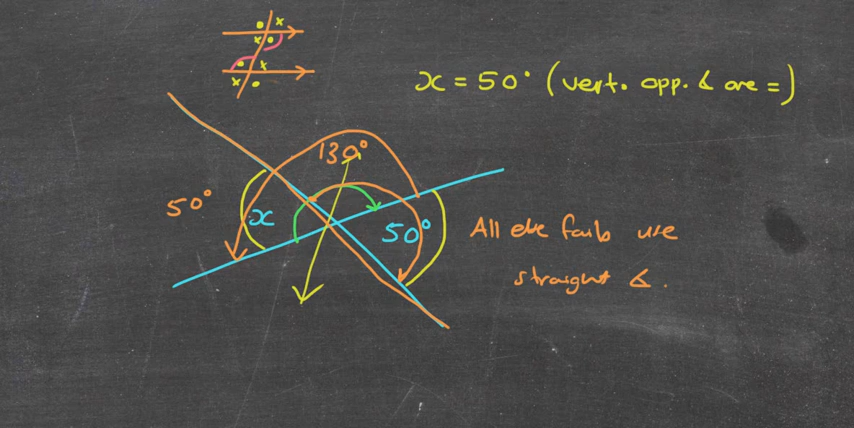 x = 50° (vert. opp. ∠ are =)
130°
50°
x
50°
All else fails use
straight ∠.